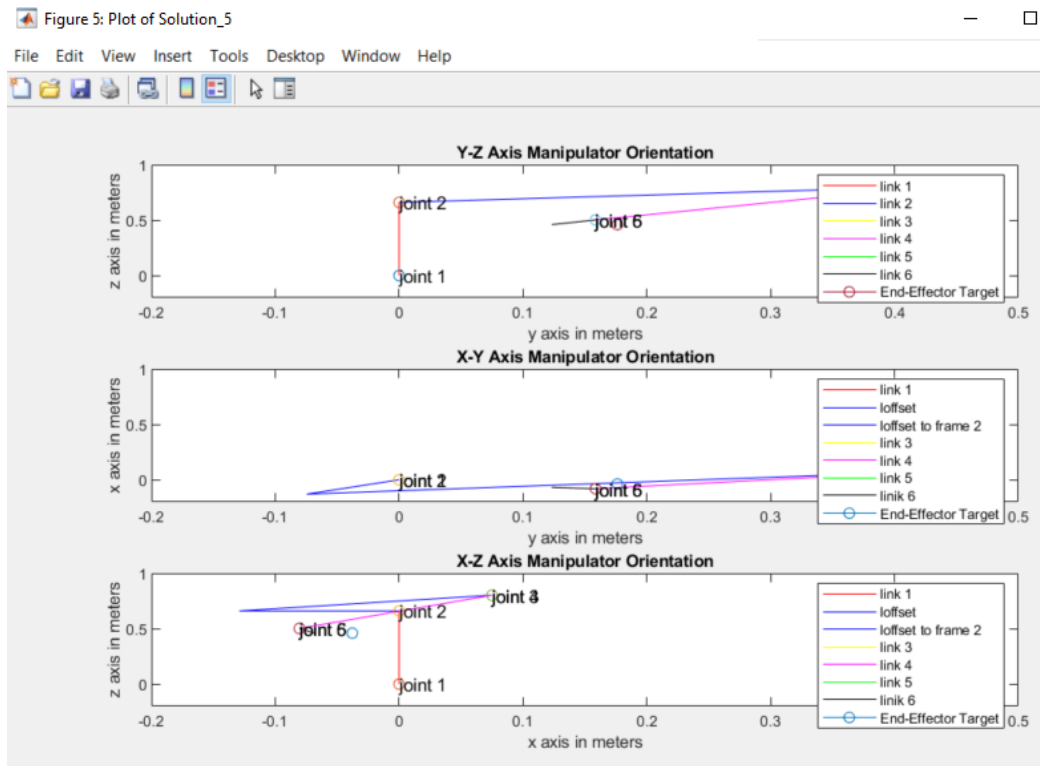 Figure 5: Plot of Solution_5
File Edit View Insert Tools Desktop Window Help
Y-Z Axis Manipulator Orientation
z axis in meters
1
0.5
0
joint 2
joint 6
joint 1
link 1
link 2
link 3
link 4
link 5
link 6
End-Effector Target
-0.2 -0.1 0 0.1 0.2 0.3 0.4 0.5
y axis in meters
X-Y Axis Manipulator Orientation
x axis in meters
1
0.5
0
joint
joint 6
link 1
loffset
loffset to frame 2
link 3
link 4
link 5
linik 6
End-Effector Target
-0.2 -0.1 0 0.1 0.2 0.3 0.5
y axis in meters
X-Z Axis Manipulator Orientation
z axis in meters
1
0.5
0
joint
joint 2
joint 6
joint 1
link 1
loffset
loffset to frame 2
link 3
link 4
link 5
linik 6
End-Effector Target
-0.2 -0.1 0 0.1 0.2 0.3 0.5
x axis in meters